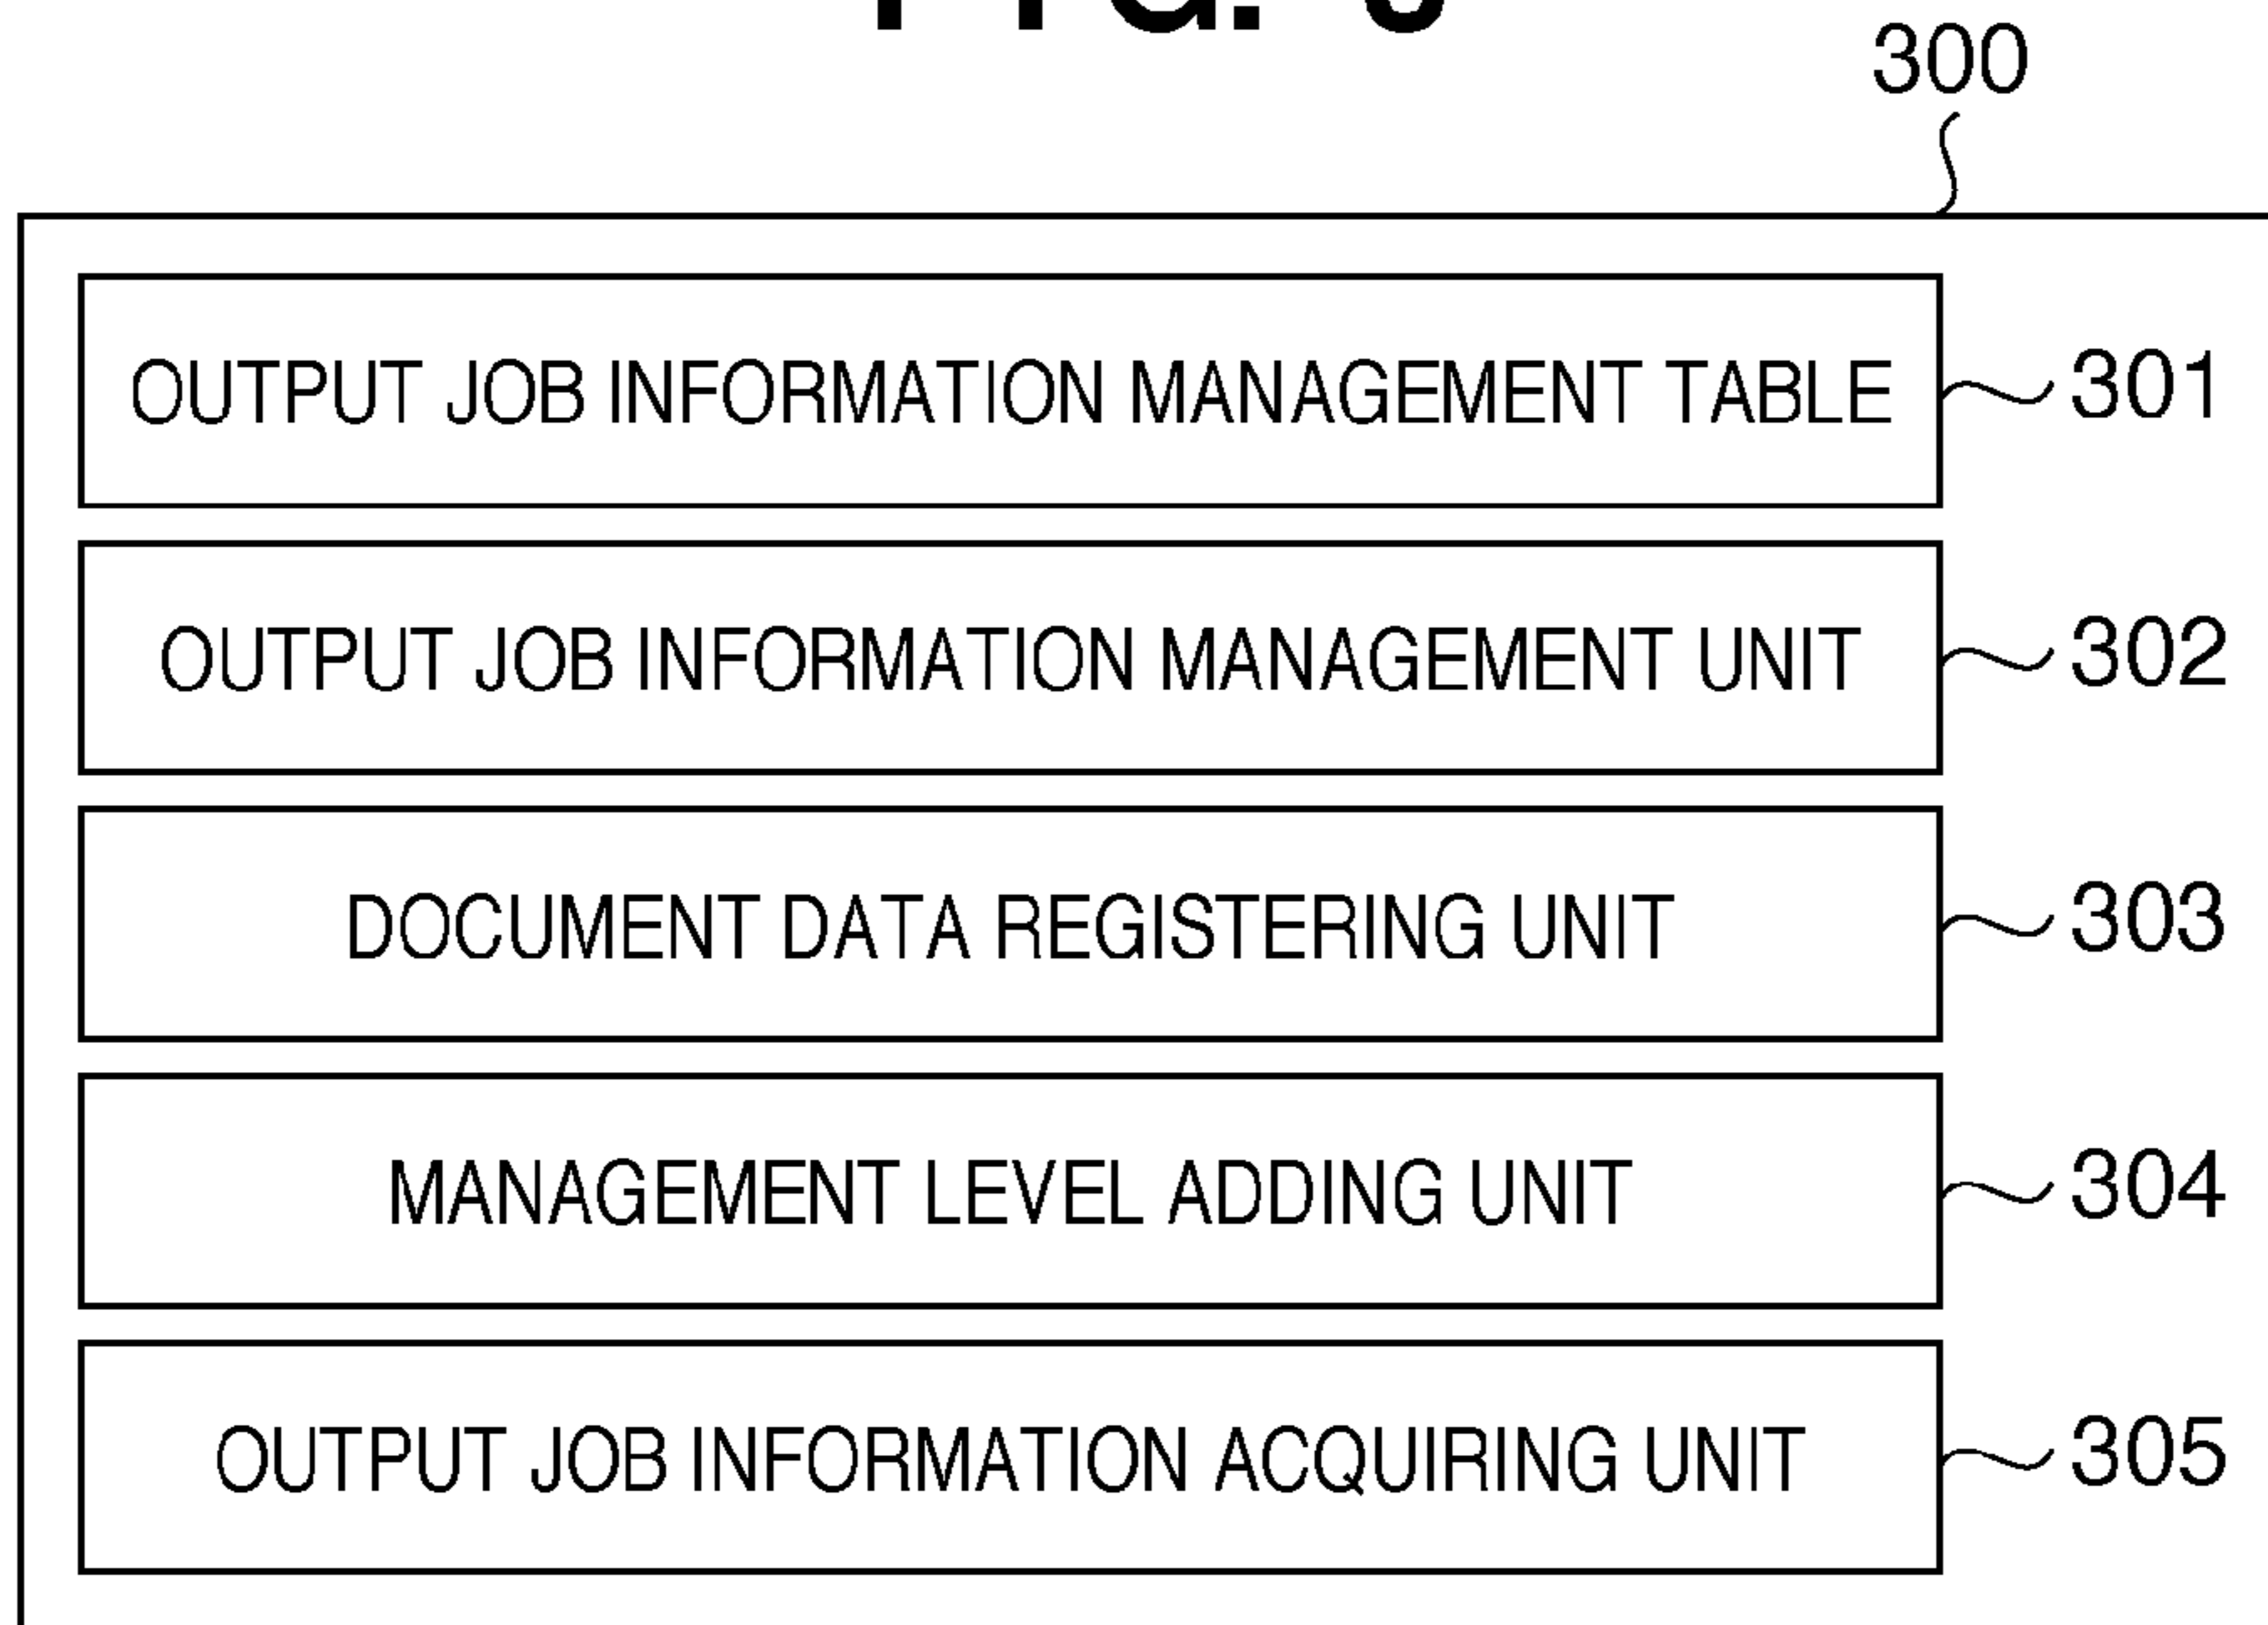 300
OUTPUT JOB INFORMATION MANAGEMENT TABLE 301
OUTPUT JOB INFORMATION MANAGEMENT UNIT 302
DOCUMENT DATA REGISTERING UNIT 303
MANAGEMENT LEVEL ADDING UNIT 304
OUTPUT JOB INFORMATION ACQUIRING UNIT 305